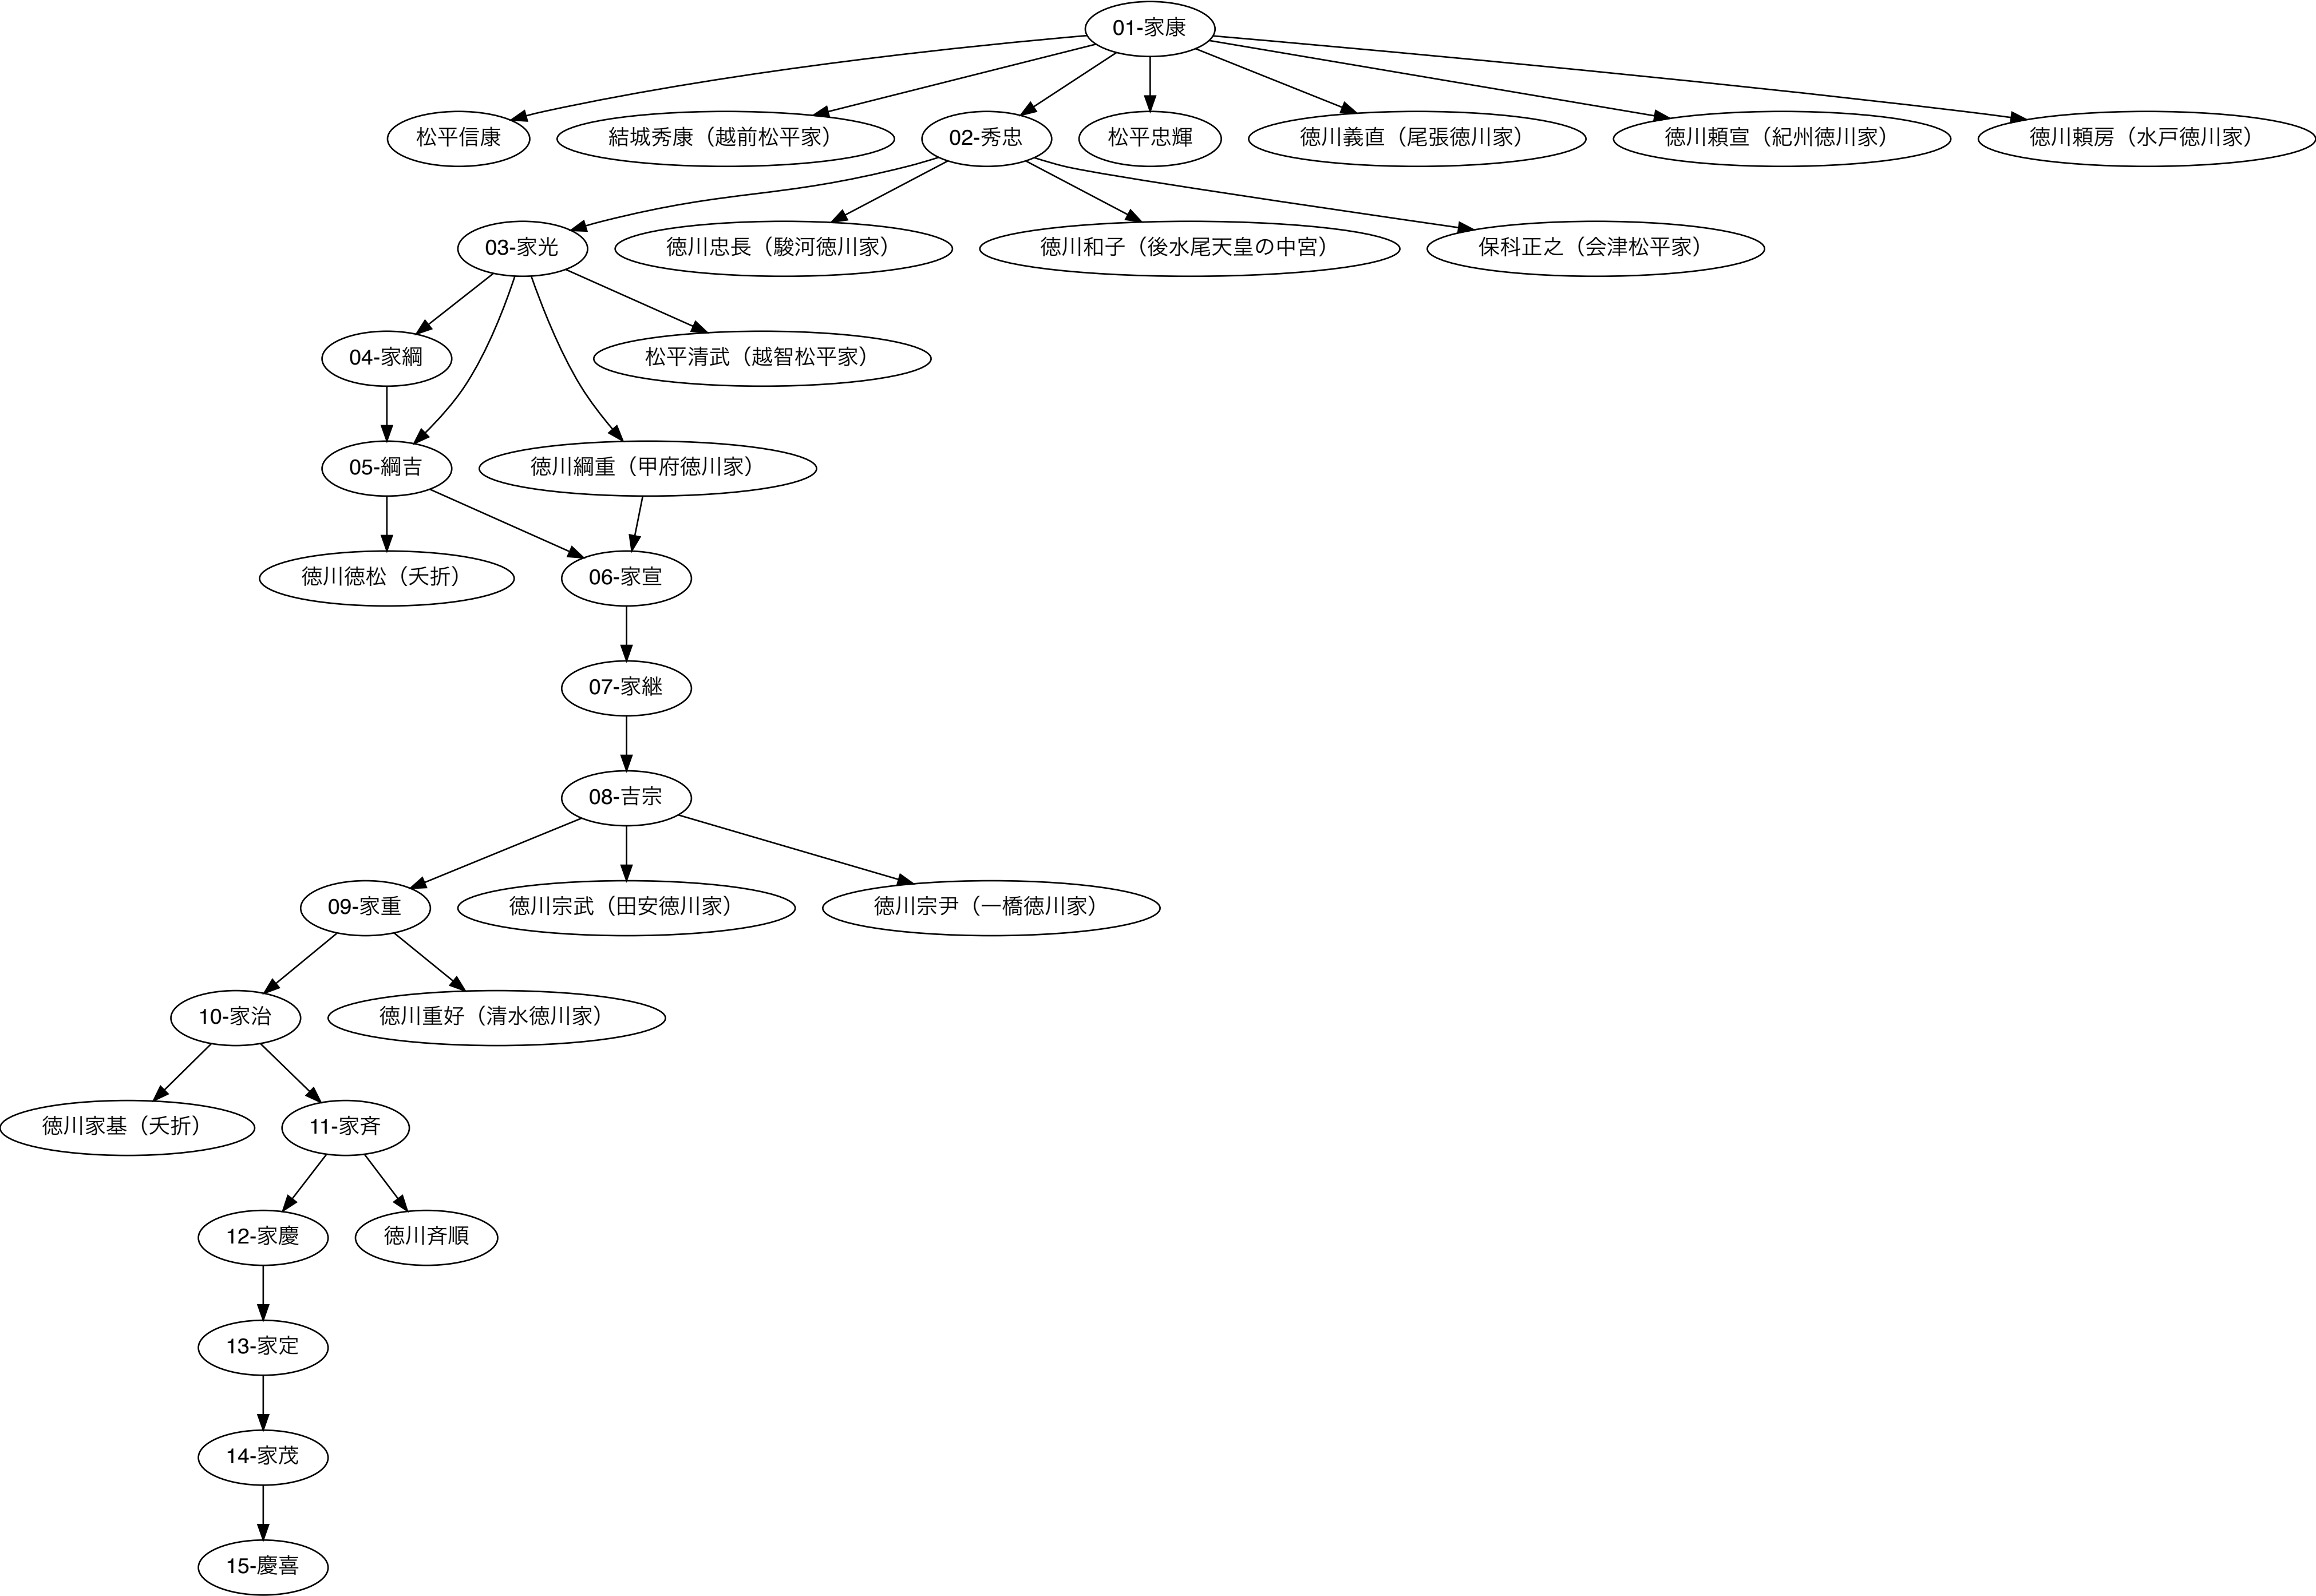 01-家康
松平信康
結城秀康（越前松平家）
02-秀忠
松平忠輝
徳川義直（尾張徳川家）
徳川頼宣（紀州徳川家）
徳川頼房（水戸徳川家）
03-家光
徳川忠長（駿河徳川家）
徳川和子（後水尾天皇の中宮）
保科正之（会津松平家）
04-家綱
松平清武（越智松平家）
05-綱吉
徳川綱重（甲府徳川家）
徳川徳松（夭折）
06-家宣
07-家継
08-吉宗
09-家重
徳川宗武（田安徳川家）
徳川宗尹（一橋徳川家）
10-家治
徳川重好（清水徳川家）
徳川家基（夭折）
11-家斉
12-家慶
徳川斉順
13-家定
14-家茂
15-慶喜